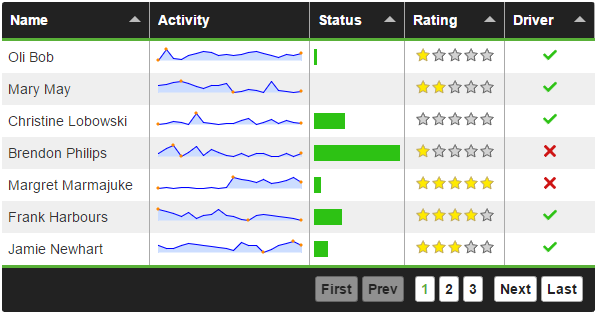 Name Activity Status Rating Driver
Oli Bob
Mary May
Christine Lobowski
Brendon Philips
Margret Marmajuke
Frank Harbours
Jamie Newhart
First Prev 1 2 3 Next Last